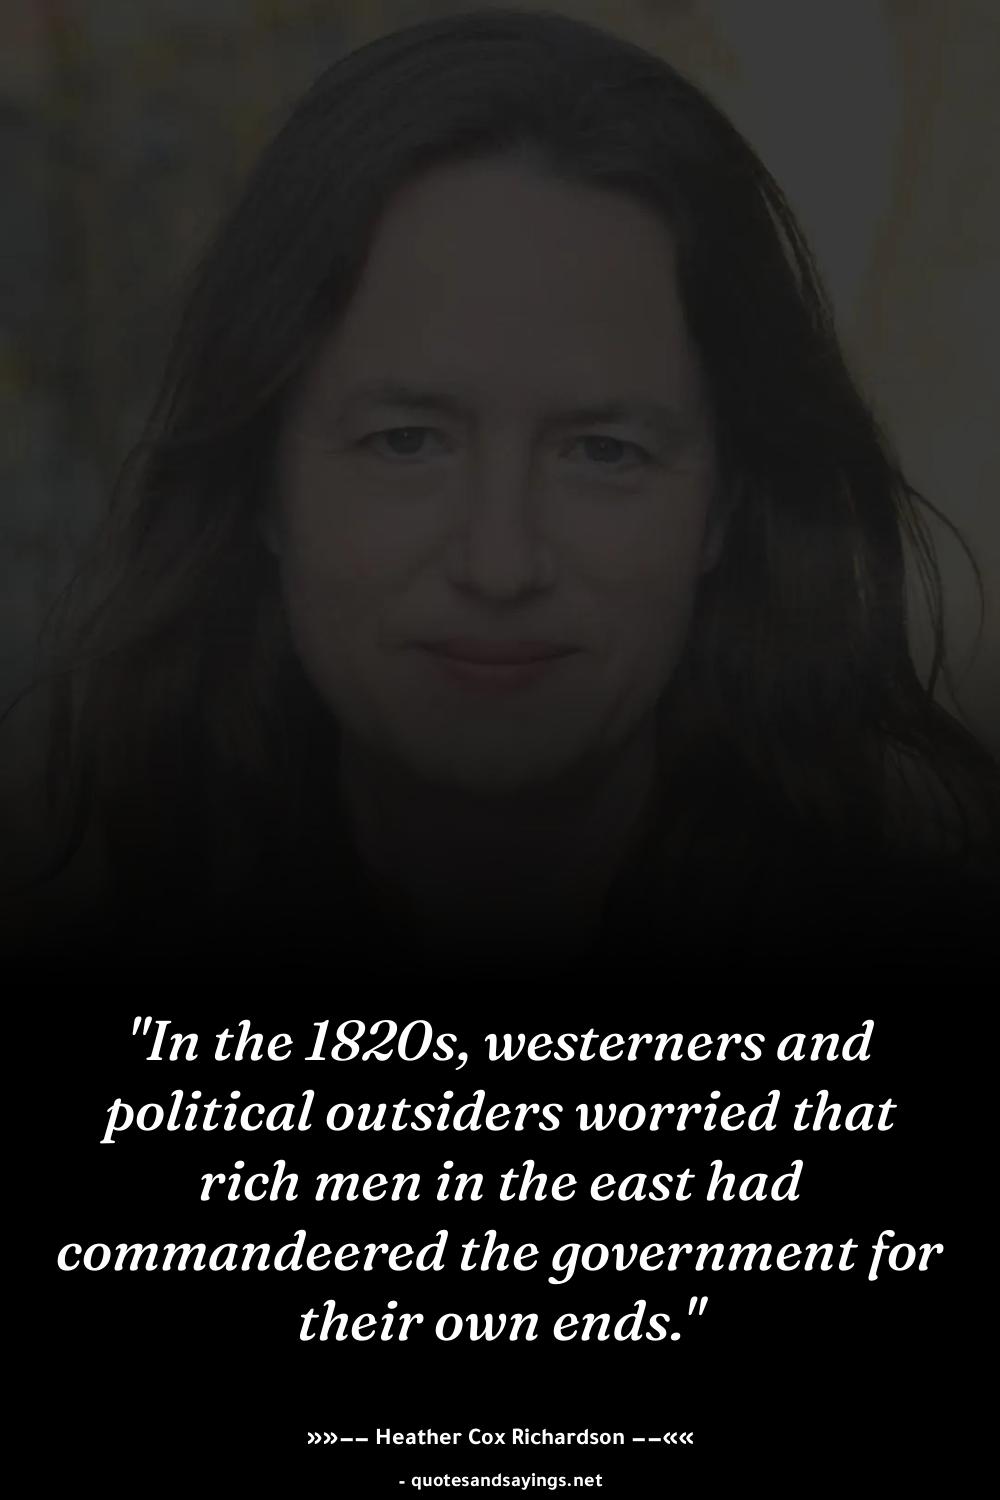 "In the 1820s, westerners and
political outsiders worried that
rich men in the east had
commandeered the government for
their own ends."
»»−− Heather Cox Richardson −−««
- quotesandsayings.net